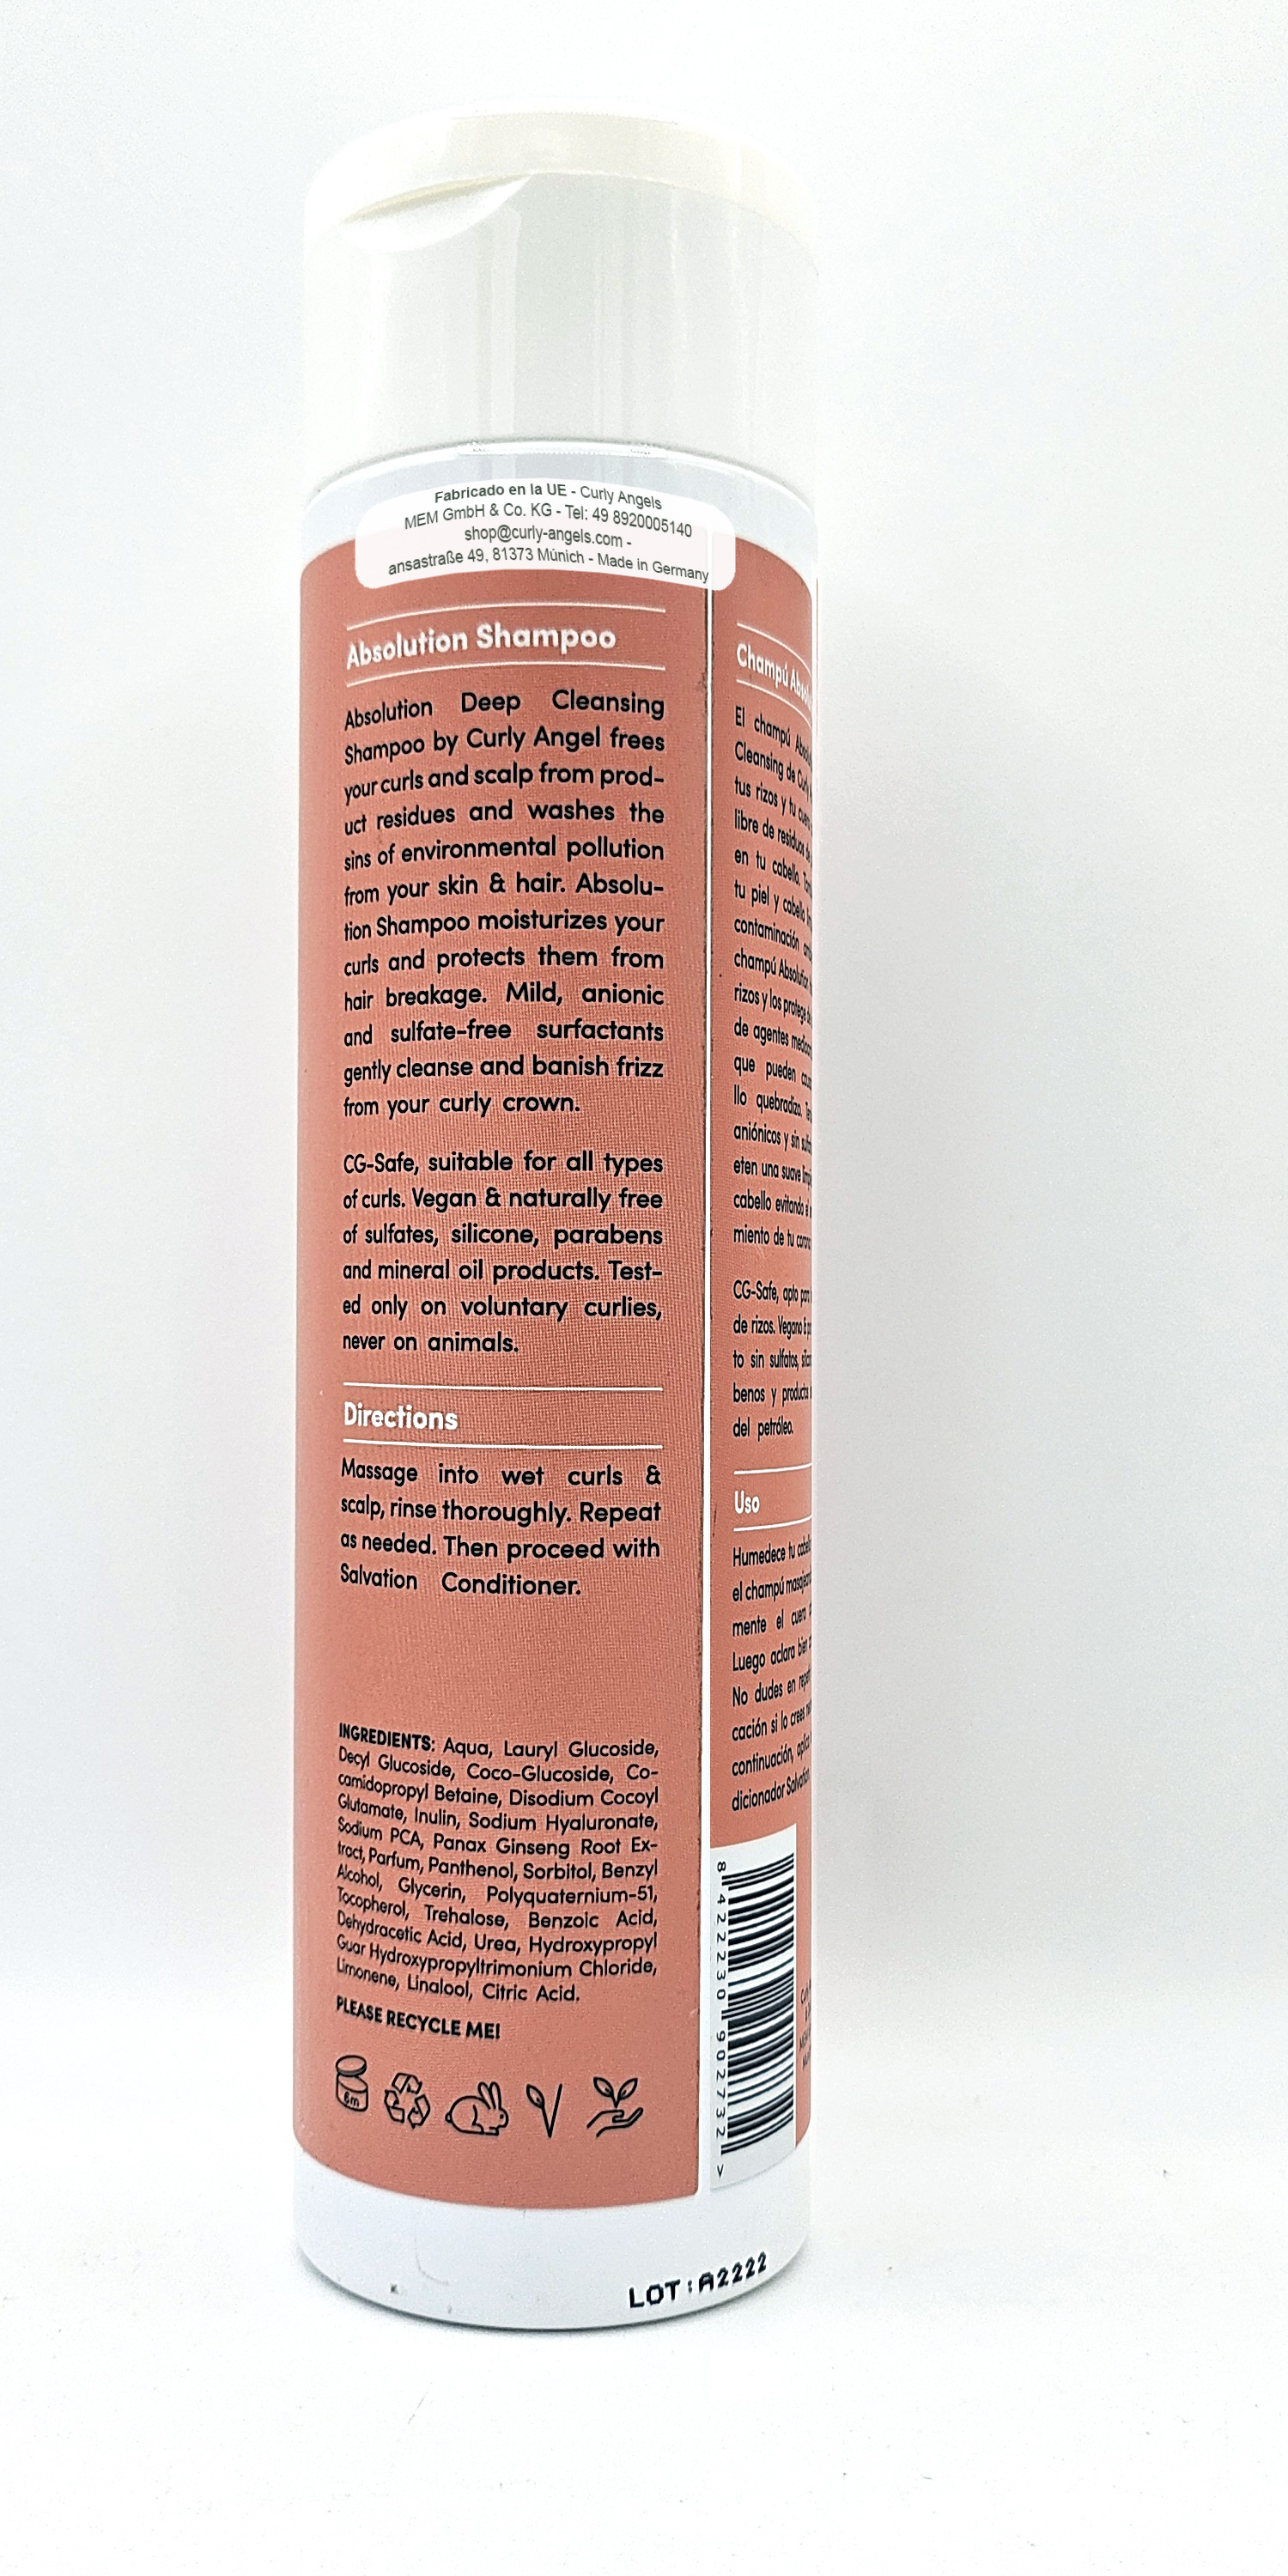 Fabricado en la UE - Curly Angels
MEM GmbH & Co. KG - Tel: 49 8920005140
shop@curly-angels.com -
ansastraße 49, 81373 Múnich - Made in Germany
Absolution Shampoo
Absolution Deep Cleansing
Shampoo by Curly Angel frees
your curls and scalp from prod-
uct residues and washes the
sins of environmental pollution
from your skin & hair. Absolu-
tion Shampoo moisturizes your
curls and protects them from
hair breakage. Mild, anionic
and sulfate-free surfactants
gently cleanse and banish frizz
from your curly crown.
CG-Safe, suitable for all types
of curls. Vegan & naturally free
of sulfates, silicone, parabens
and mineral oil products. Test-
ed only on voluntary curlies,
never on animals.
Directions
Massage into wet curls &
scalp, rinse thoroughly. Repeat
as needed. Then proceed with
Salvation Conditioner.
INGREDIENTS: Aqua, Lauryl Glucoside,
Decyl Glucoside, Coco-Glucoside, Co-
camidopropyl Betaine, Disodium Cocoyl
Glutamate, Inulin, Sodium Hyaluronate,
Sodium PCA, Panax Ginseng Root Ex-
tract, Parfum, Panthenol, Sorbitol, Benzyl
Alcohol, Glycerin, Polyquaternium-51,
Tocopherol, Trehalose, Benzoic Acid,
Dehydracetic Acid, Urea, Hydroxypropyl
Guar Hydroxypropyltrimonium Chloride,
Limonene, Linalool, Citric Acid.
PLEASE RECYCLE ME!
6m
Champú
El champú
Cleansing de
tus rizos y tu
libre de residuos
en tu cabello.
tu piel y cabello
contaminación
champú Absolution
rizos y los protege
de agentes
que pueden
llo quebradizo.
aniónicos y sin
eten una suave
cabello evitando
miento de tu
CG-Safe, apto
de rizos. Vegano &
to sin sulfatos,
benos y
del petróleo.
Uso
Humedece tu
el champú
mente el cuero
Luego aclara bien
No dudes en
cación si lo crees
continuación,
dicionador Salvation
8 422230 902732 >
LOT:A2222